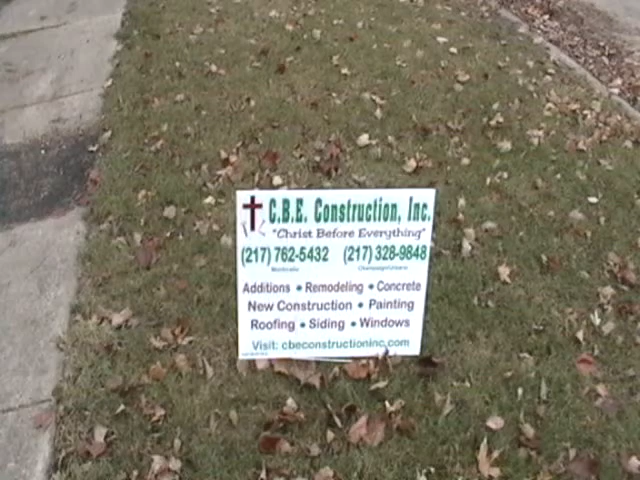 C.B.E. Construction, Inc.
"Christ Before Everything"
(217) 762-5432 (217) 328-9848
Monticello Champaign/Urbana
Additions • Remodeling • Concrete
New Construction • Painting
Roofing • Siding • Windows
Visit: cbeconstructioninc.com